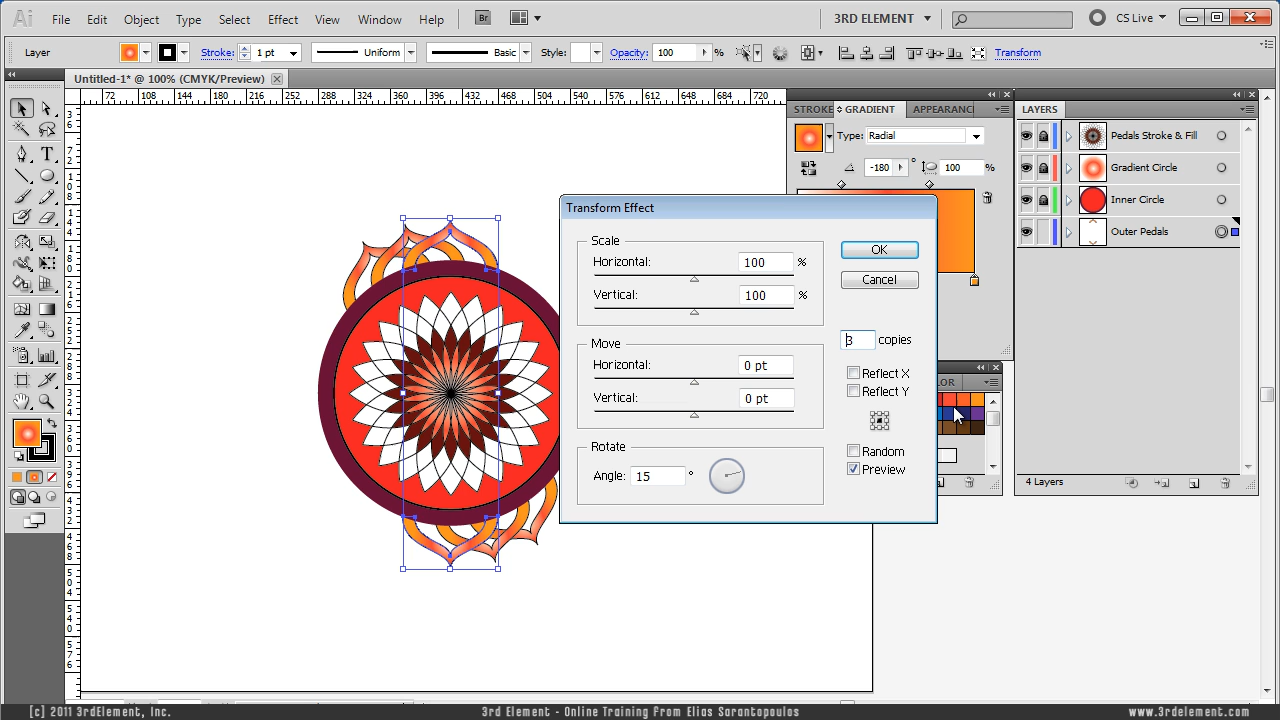 Ai File Edit Object Type Select Effect View Window Help Br 3RD ELEMENT CS Live
Layer Stroke: 1 pt Uniform Basic Style: Opacity: 100 % Transform
Untitled-1* @ 100% (CMYK/Preview)
72 108 144 180 216 252 288 324 360 396 432 468 504 540 576 612 648 684 720
STROKE GRADIENT APPEARANC
Type: Radial
-180 ° 100 %
LAYERS
Pedals Stroke & Fill
Gradient Circle
Inner Circle
Outer Pedals
4 Layers
Transform Effect
Scale
Horizontal: 100 %
Vertical: 100 %
Move
Horizontal: 0 pt
Vertical: 0 pt
Rotate
Angle: 15 °
OK
Cancel
3 copies
Reflect X
Reflect Y
Random
Preview
OR
[c] 2011 3rdElement, Inc. 3rd Element - Online Training From Elias Sarantopoulos www.3rdelement.com